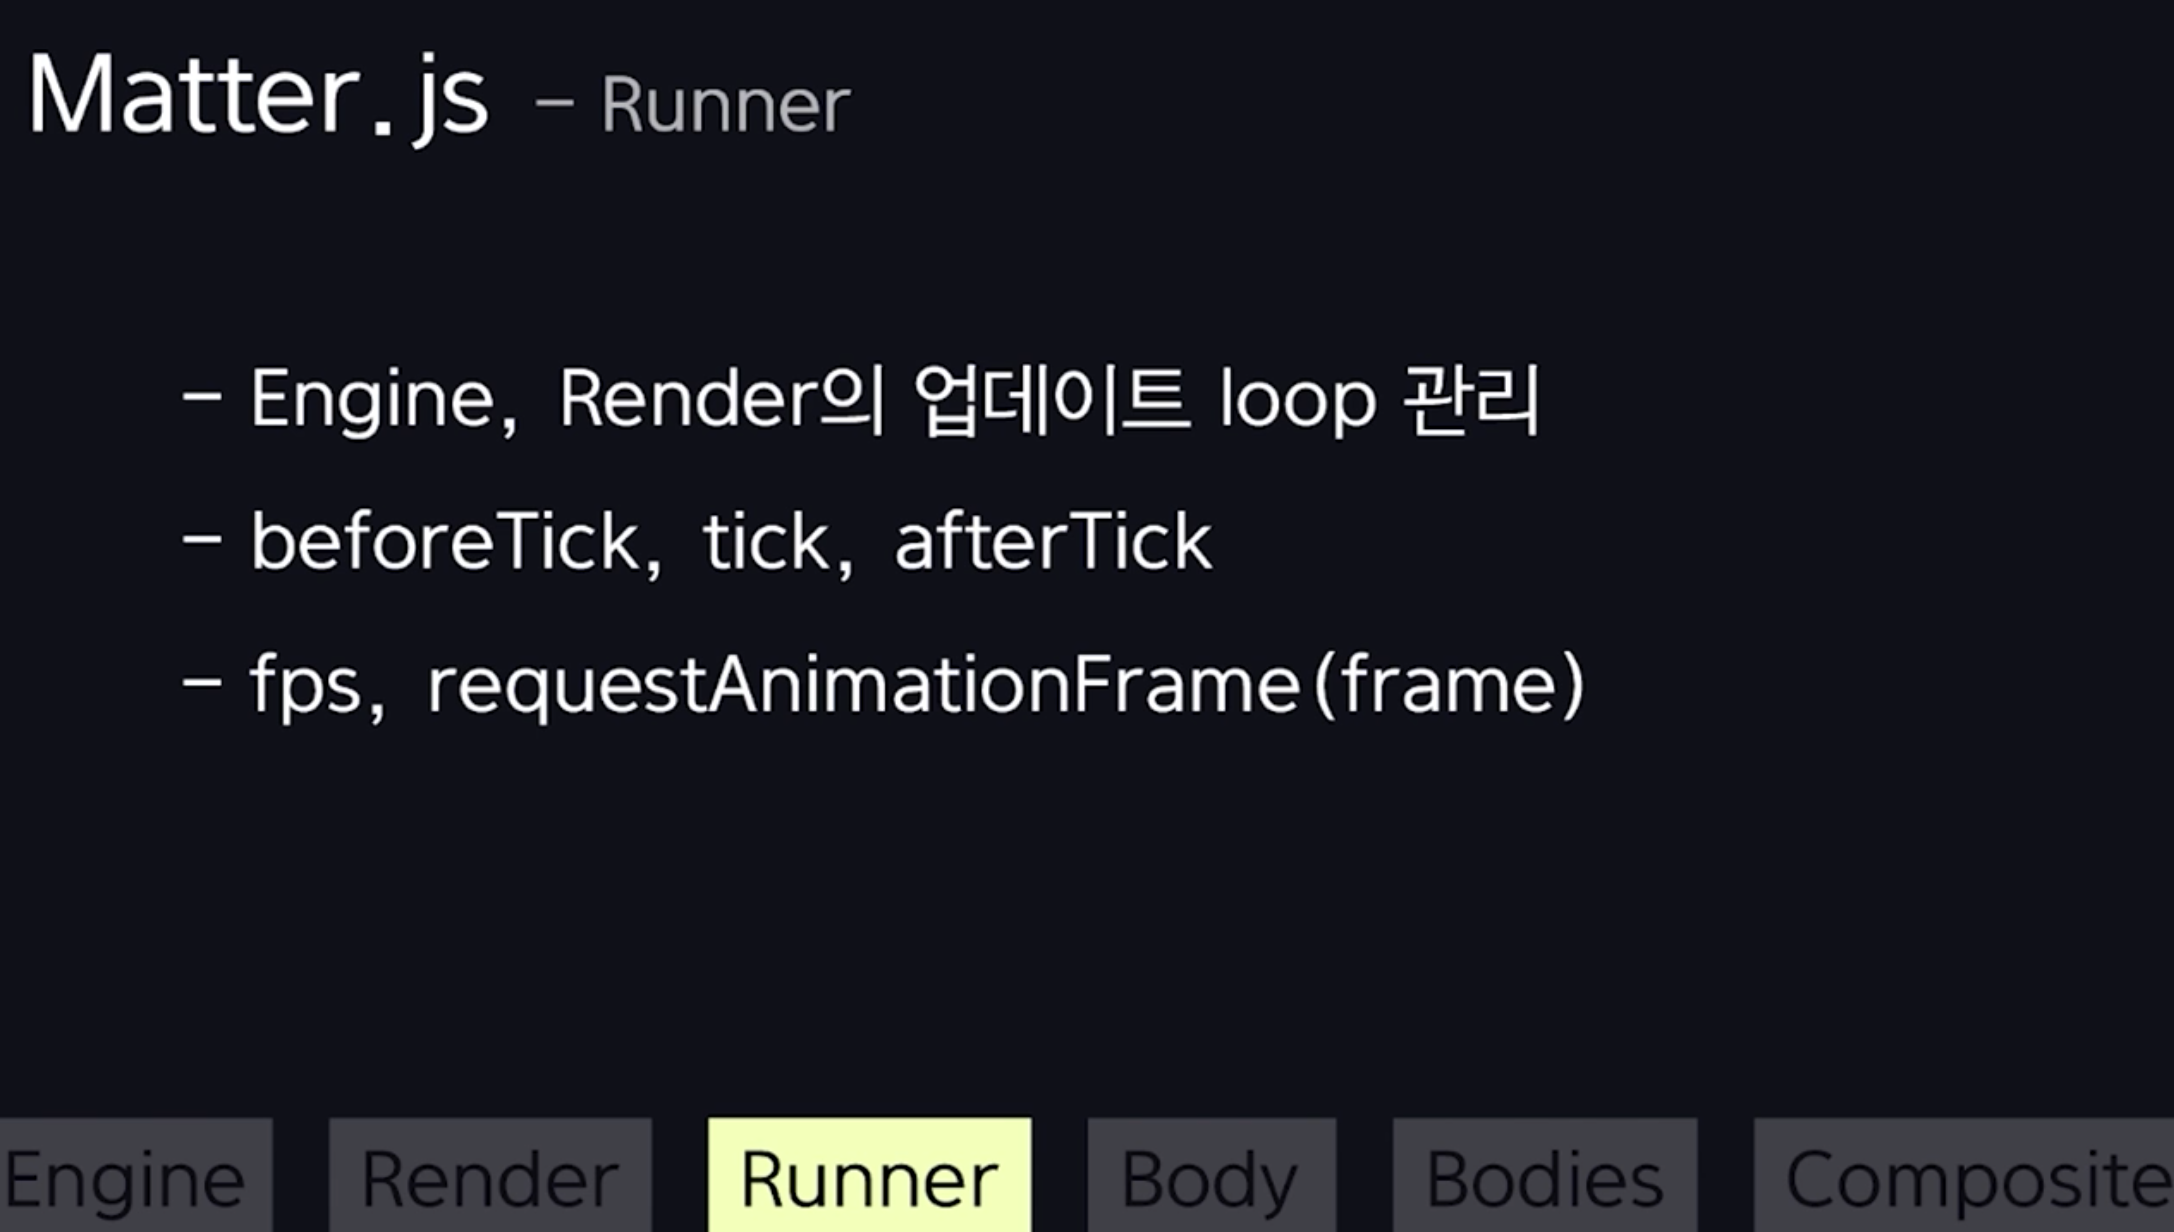 Matter.js - Runner
- Engine, Render의 업데이트 loop 관리
- beforeTick, tick, afterTick
- fps, requestAnimationFrame(frame)
Engine Render Runner Body Bodies Composite